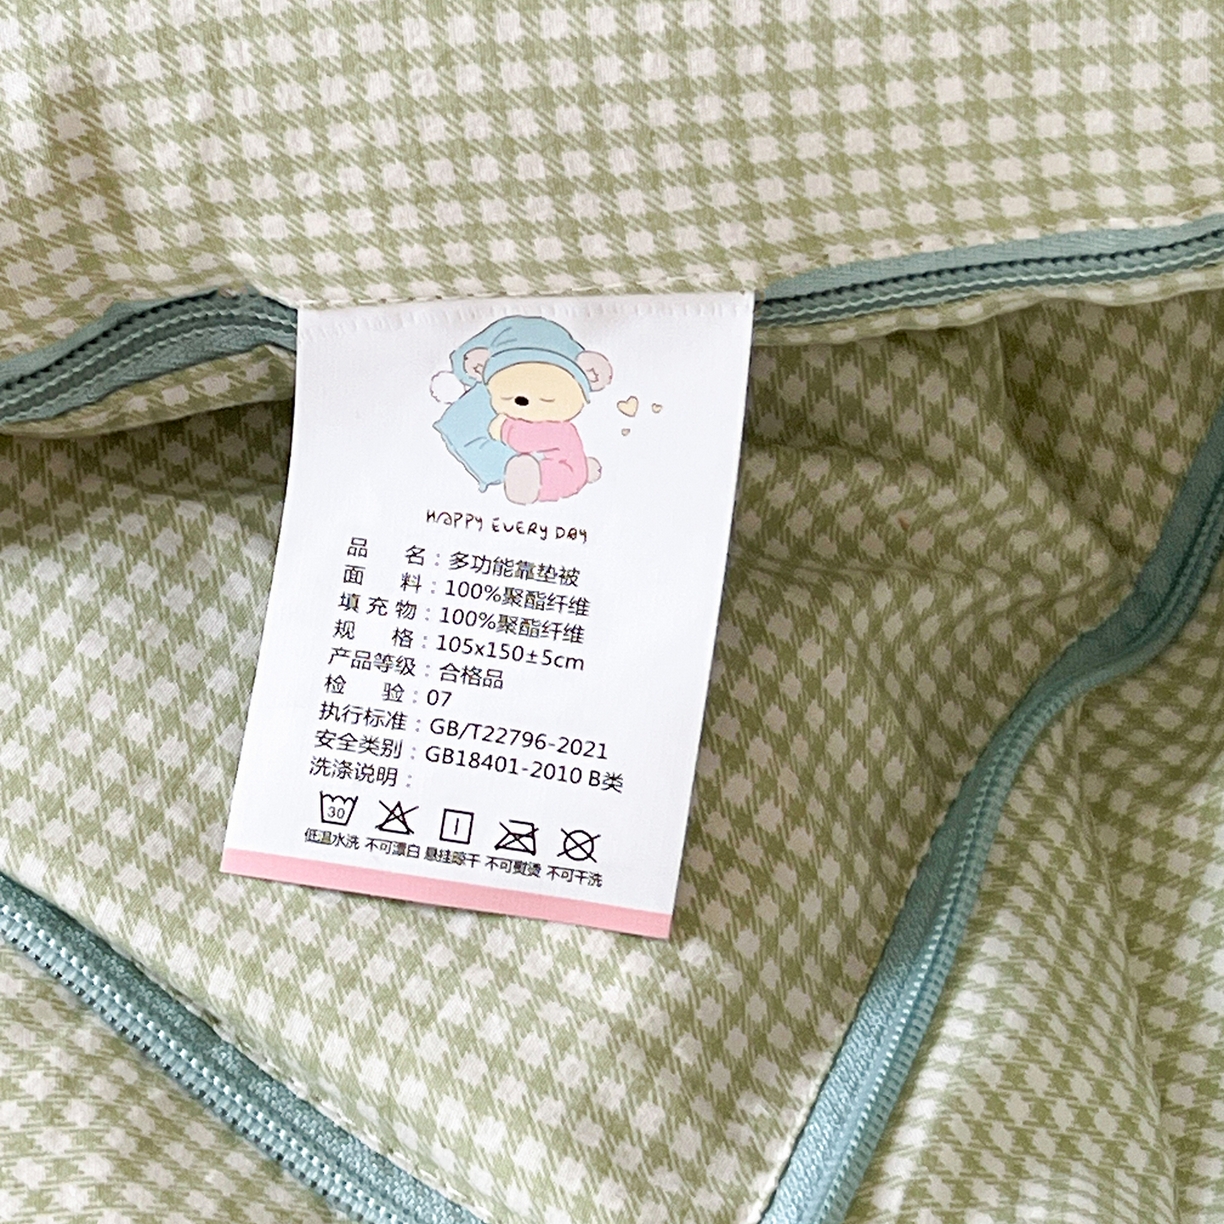 HAPPY EVERY DAY
品 名：多功能靠垫被
面 料：100%聚酯纤维
填充物：100%聚酯纤维
规 格：105x150±5cm
产品等级：合格品
检 验：07
执行标准：GB/T22796-2021
安全类别：GB18401-2010 B类
洗涤说明：
30
低温水洗 不可漂白 悬挂晾干 不可熨烫 不可干洗